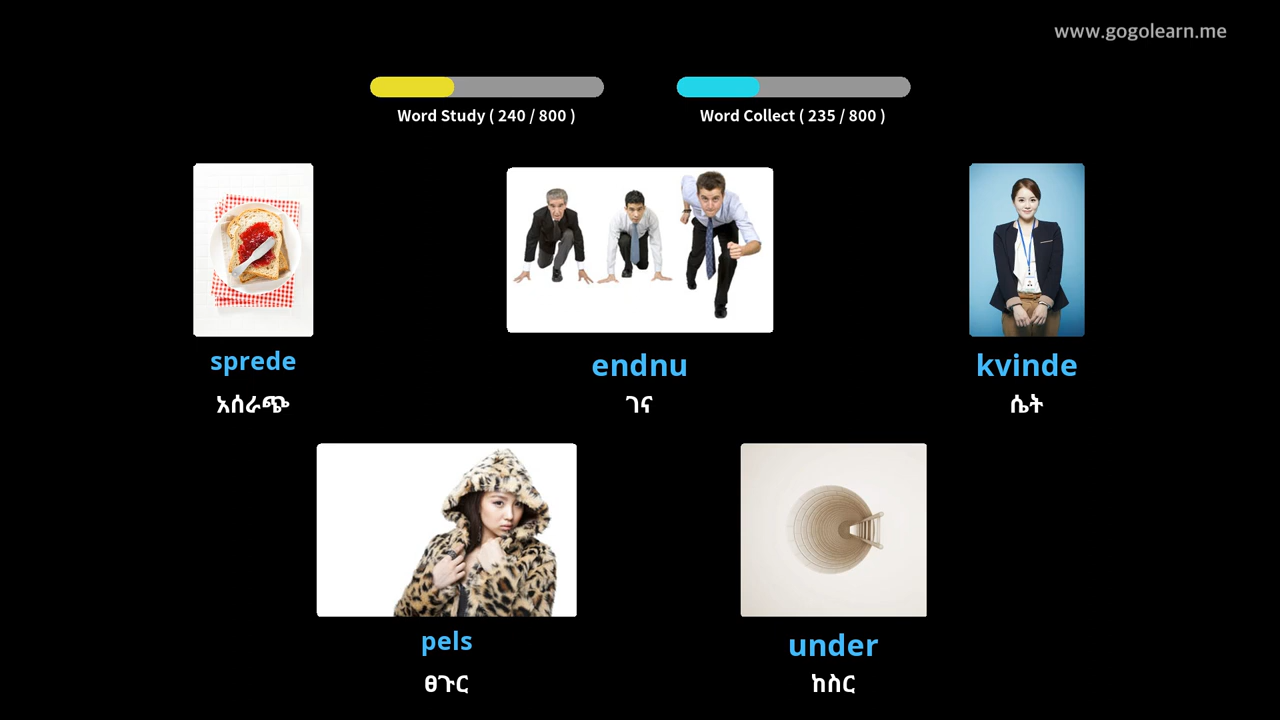 www.gogolearn.me
Word Study ( 240 / 800 )
Word Collect ( 235 / 800 )
sprede
endnu
kvinde
አሰራጭ
ገና
ሴት
pels
under
ፀጉር
ከስር